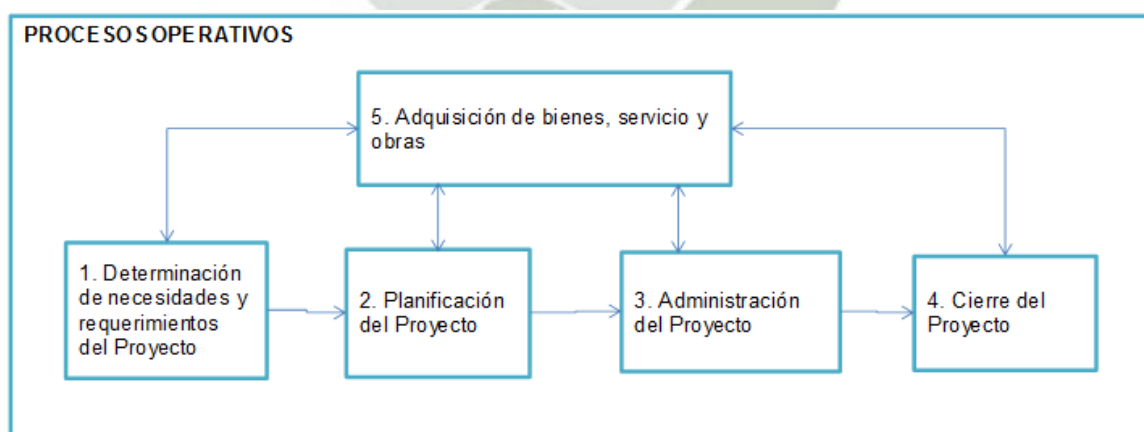 PROCESOS OPERATIVOS
5. Adquisición de bienes, servicio y
obras
1. Determinación
de necesidades y
requerimientos
del Proyecto
2. Planificación
del Proyecto
3. Administración
del Proyecto
4. Cierre del
Proyecto